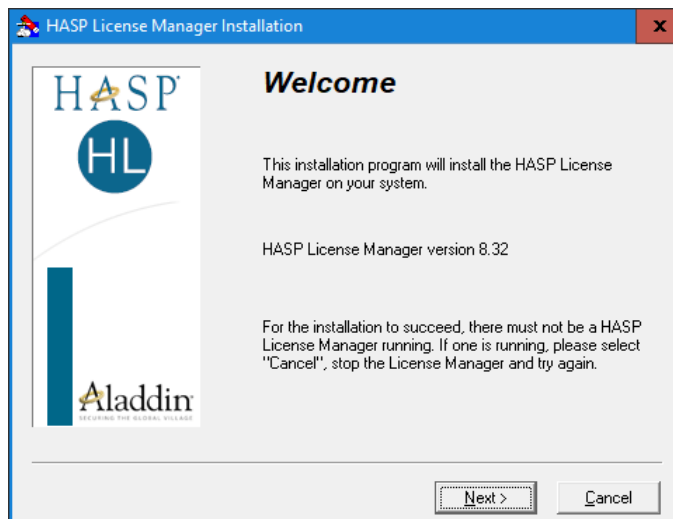 HASP License Manager Installation
x
HASP
HL
Aladdin
SECURING THE GLOBAL VILLAGE
Welcome
This installation program will install the HASP License
Manager on your system.
HASP License Manager version 8.32
For the installation to succeed, there must not be a HASP
License Manager running. If one is running, please select
"Cancel", stop the License Manager and try again.
Next >
Cancel